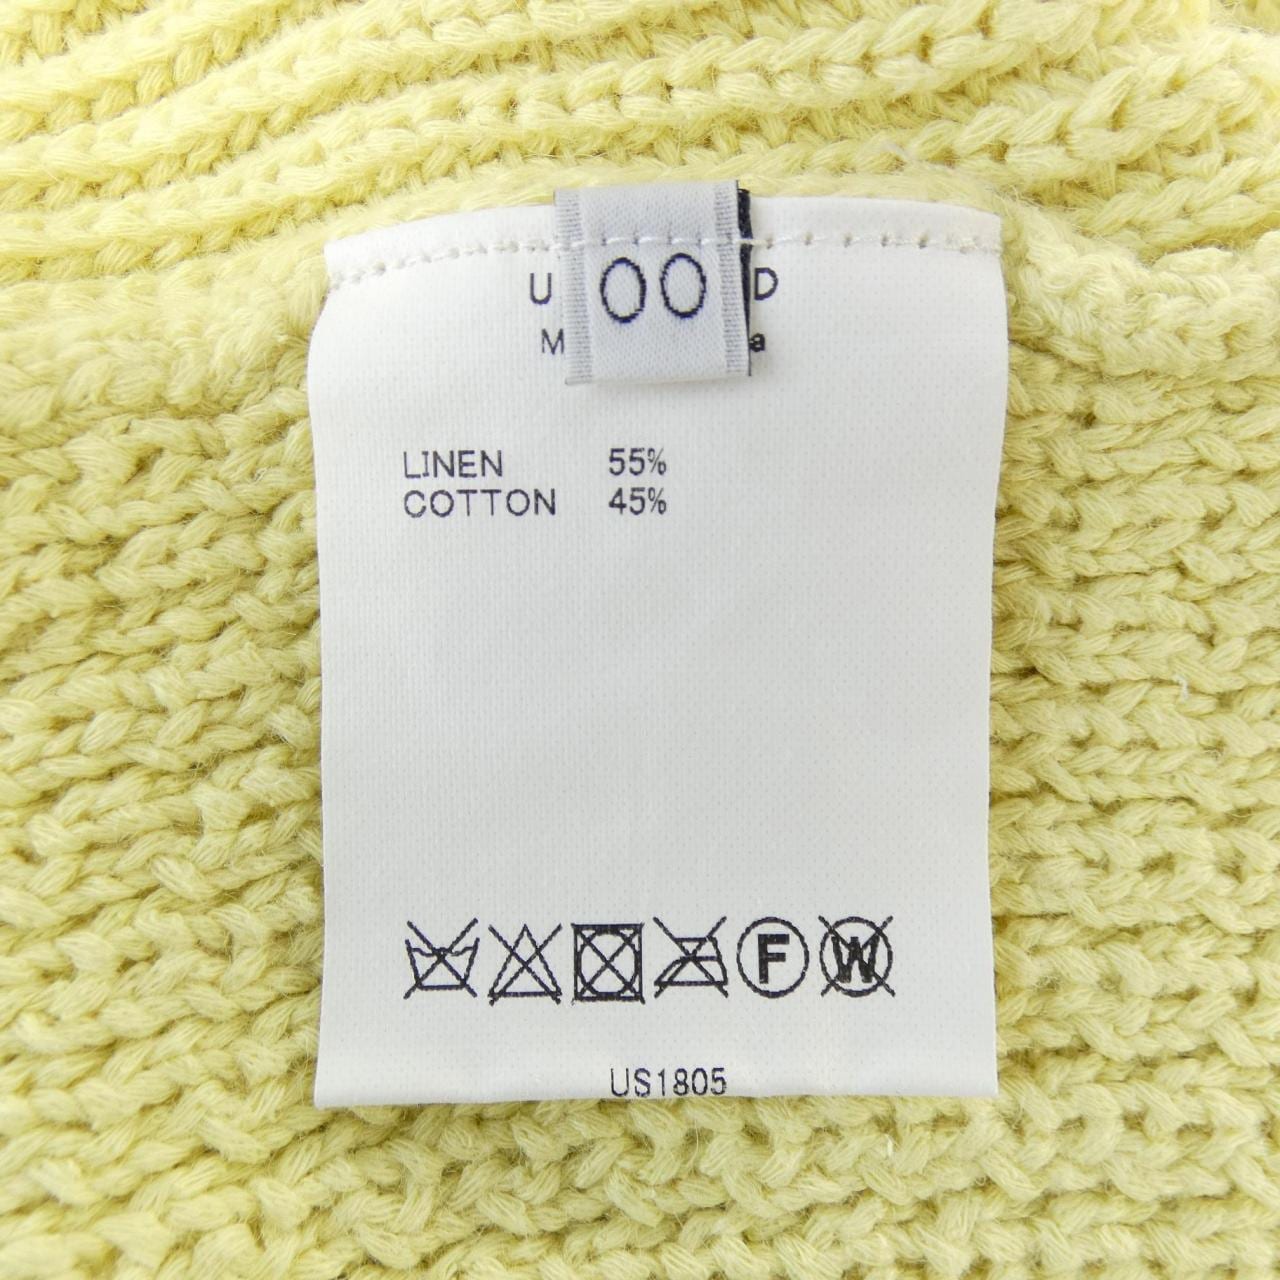 00
LINEN 55%
COTTON 45%
F W
US1805